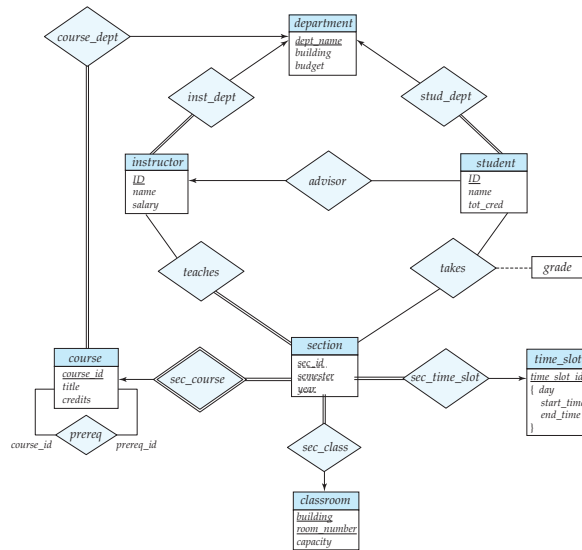 department
dept_name
building
budget
course_dept
inst_dept
stud_dept
instructor
ID
name
salary
advisor
student
ID
name
tot_cred
teaches
takes
grade
course
course_id
title
credits
sec_course
section
sec_id
semester
year
sec_time_slot
time_slot
time_slot_id
{ day
start_time
end_time
}
prereq
course_id
prereq_id
sec_class
classroom
building
room_number
capacity